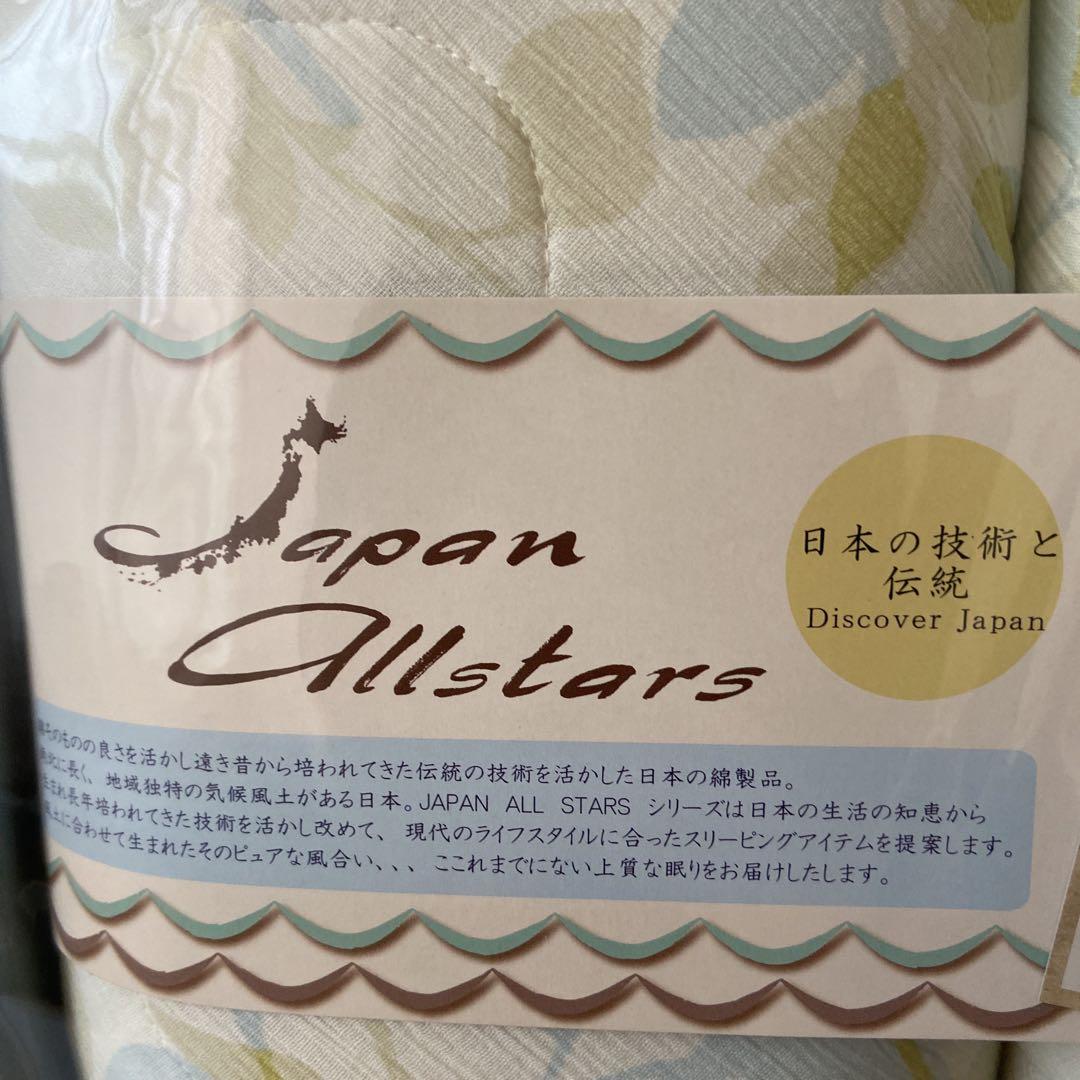 Japan
allstars
日本の技術と
伝統
Discover Japan
そのものの良さを活かし遠き昔から培われてきた伝統の技術を活かした日本の綿製品。
に長く、地域独特の気候風土がある日本。JAPAN ALL STARS シリーズは日本の生活の知恵から
生まれ長年培われてきた技術を活かし改めて、現代のライフスタイルに合ったスリーピングアイテムを提案します。
風土に合わせて生まれたそのピュアな風合い、、、ここれまでにない上質な眠りをお届けしたします。